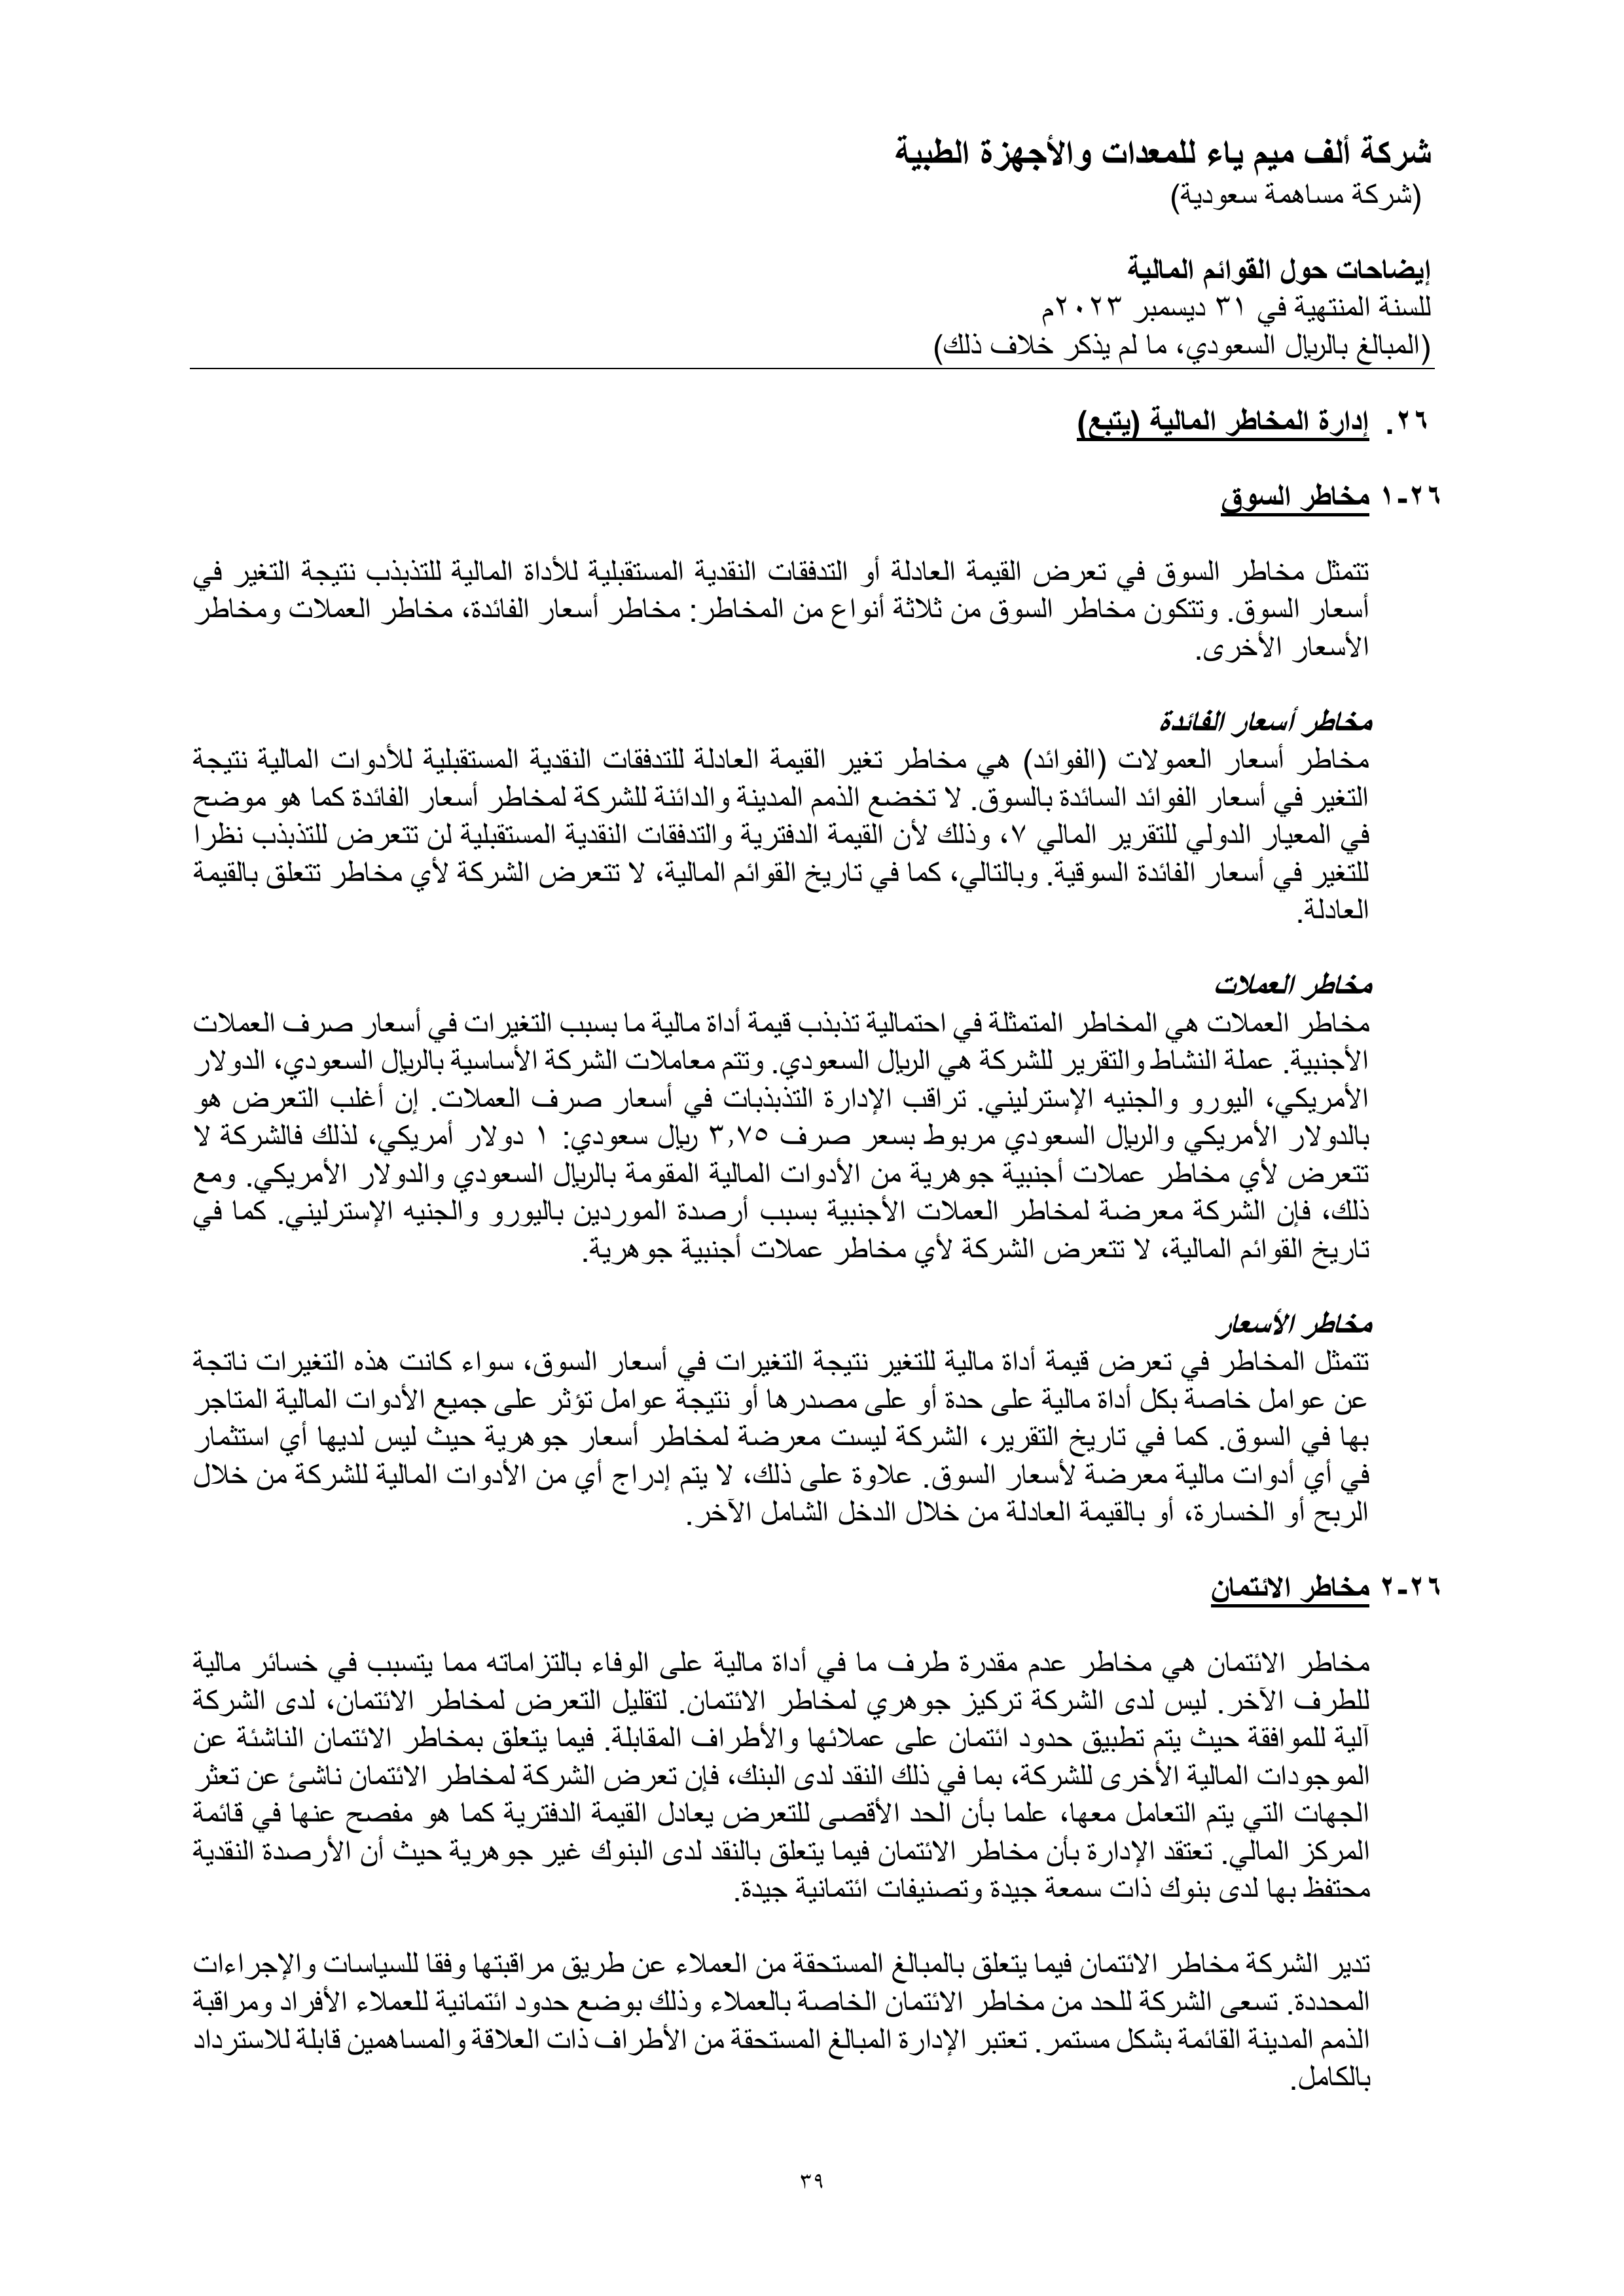 شركة ألف ميم ياء للمعدات والأجهزة الطبية
(شركة مساهمة سعودية)
إيضاحات حول القوائم المالية
للسنة المنتهية في ٣١ ديسمبر ٢٠٢٣م
(المبالغ بالريال السعودي، ما لم يذكر خلاف ذلك)
٢٦. إدارة المخاطر المالية (يتبع)
٢٦-١ مخاطر السوق
تتمثل مخاطر السوق في تعرض القيمة العادلة أو التدفقات النقدية المستقبلية للأداة المالية للتذبذب نتيجة التغير في
أسعار السوق. وتتكون مخاطر السوق من ثلاثة أنواع من المخاطر: مخاطر أسعار الفائدة، مخاطر العملات ومخاطر
الأسعار الأخرى.
مخاطر أسعار الفائدة
مخاطر أسعار العمولات (الفوائد) هي مخاطر تغير القيمة العادلة للتدفقات النقدية المستقبلية للأدوات المالية نتيجة
التغير في أسعار الفوائد السائدة بالسوق. لا تخضع الذمم المدينة والدائنة للشركة لمخاطر أسعار الفائدة كما هو موضح
في المعيار الدولي للتقرير المالي ٧، وذلك لأن القيمة الدفترية والتدفقات النقدية المستقبلية لن تتعرض للتذبذب نظرا
للتغير في أسعار الفائدة السوقية. وبالتالي، كما في تاريخ القوائم المالية، لا تتعرض الشركة لأي مخاطر تتعلق بالقيمة
العادلة.
مخاطر العملات
مخاطر العملات هي المخاطر المتمثلة في احتمالية تذبذب قيمة أداة مالية ما بسبب التغيرات في أسعار صرف العملات
الأجنبية. عملة النشاط والتقرير للشركة هي الريال السعودي. وتتم معاملات الشركة الأساسية بالريال السعودي، الدولار
الأمريكي، اليورو والجنيه الإسترليني. تراقب الإدارة التذبذبات في أسعار صرف العملات. إن أغلب التعرض هو
بالدولار الأمريكي والريال السعودي مربوط بسعر صرف ٣,٧٥ ريال سعودي: ١ دولار أمريكي، لذلك فالشركة لا
تتعرض لأي مخاطر عملات أجنبية جوهرية من الأدوات المالية المقومة بالريال السعودي والدولار الأمريكي. ومع
ذلك، فإن الشركة معرضة لمخاطر العملات الأجنبية بسبب أرصدة الموردين باليورو والجنيه الإسترليني. كما في
تاريخ القوائم المالية، لا تتعرض الشركة لأي مخاطر عملات أجنبية جوهرية.
مخاطر الأسعار
تتمثل المخاطر في تعرض قيمة أداة مالية للتغير نتيجة التغيرات في أسعار السوق، سواء كانت هذه التغيرات ناتجة
عن عوامل خاصة بكل أداة مالية على حدة أو على مصدرها أو نتيجة عوامل تؤثر على جميع الأدوات المالية المتاجر
بها في السوق. كما في تاريخ التقرير، الشركة ليست معرضة لمخاطر أسعار جوهرية حيث ليس لديها أي استثمار
في أي أدوات مالية معرضة لأسعار السوق. علاوة على ذلك، لا يتم إدراج أي من الأدوات المالية للشركة من خلال
الربح أو الخسارة، أو بالقيمة العادلة من خلال الدخل الشامل الآخر.
٢٦-٢ مخاطر الائتمان
مخاطر الائتمان هي مخاطر عدم مقدرة طرف ما في أداة مالية على الوفاء بالتزاماته مما يتسبب في خسائر مالية
للطرف الآخر. ليس لدى الشركة تركيز جوهري لمخاطر الائتمان. لتقليل التعرض لمخاطر الائتمان، لدى الشركة
آلية للموافقة حيث يتم تطبيق حدود ائتمان على عملائها والأطراف المقابلة. فيما يتعلق بمخاطر الائتمان الناشئة عن
الموجودات المالية الأخرى للشركة، بما في ذلك النقد لدى البنك، فإن تعرض الشركة لمخاطر الائتمان ناشئ عن تعثر
الجهات التي يتم التعامل معها، علما بأن الحد الأقصى للتعرض يعادل القيمة الدفترية كما هو مفصح عنها في قائمة
المركز المالي. تعتقد الإدارة بأن مخاطر الائتمان فيما يتعلق بالنقد لدى البنوك غير جوهرية حيث أن الأرصدة النقدية
محتفظ بها لدى بنوك ذات سمعة جيدة وتصنيفات ائتمانية جيدة.
تدير الشركة مخاطر الائتمان فيما يتعلق بالمبالغ المستحقة من العملاء عن طريق مراقبتها وفقا للسياسات والإجراءات
المحددة. تسعى الشركة للحد من مخاطر الائتمان الخاصة بالعملاء وذلك بوضع حدود ائتمانية للعملاء الأفراد ومراقبة
الذمم المدينة القائمة بشكل مستمر. تعتبر الإدارة المبالغ المستحقة من الأطراف ذات العلاقة والمساهمين قابلة للاسترداد
بالكامل.
٣٩